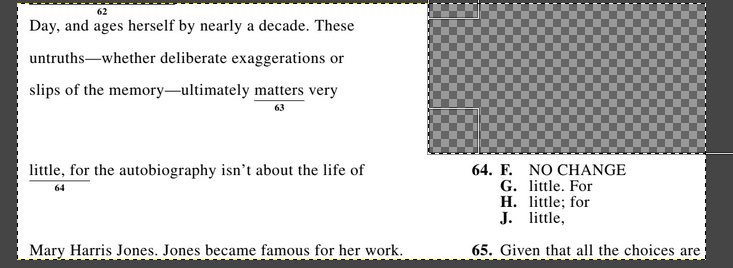 62
Day, and ages herself by nearly a decade. These
untruths—whether deliberate exaggerations or
slips of the memory—ultimately matters very
63
little, for the autobiography isn’t about the life of
64
Mary Harris Jones. Jones became famous for her work.
64. F. NO CHANGE
G. little. For
H. little; for
J. little,
65. Given that all the choices are